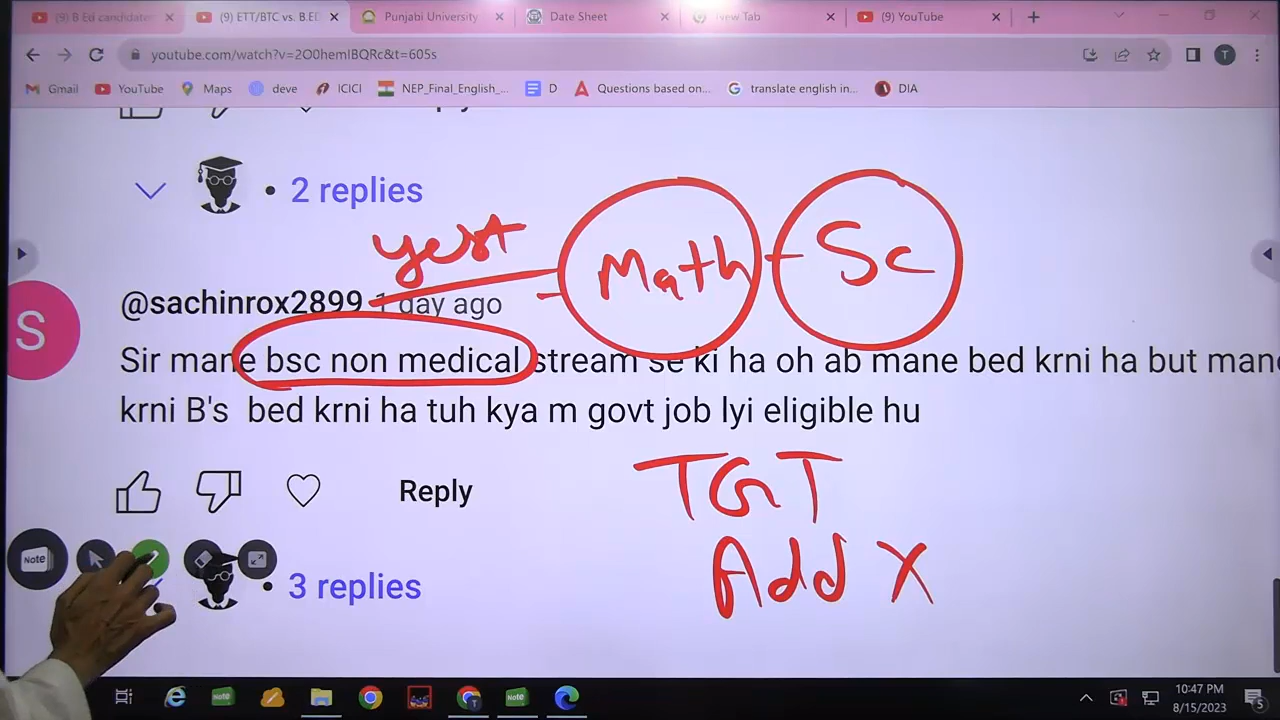 (9) B Ed candidate
(9) ETT/BTC vs. B.ED
Punjabi University
Date Sheet
New Tab
(9) YouTube
youtube.com/watch?v=2O0hemIBQRc&t=605s
T
Gmail
YouTube
Maps
deve
ICICI
NEP_Final_English_...
D
Questions based on...
translate english in...
DIA
2 replies
yest
Math
Sc
S
@sachinrox2899 1 day ago
Sir mane bsc non medical stream se ki ha oh ab mane bed krni ha but man
krni B's bed krni ha tuh kya m govt job lyi eligible hu
TGT
Reply
Add X
Note
3 replies
10:47 PM
8/15/2023
5